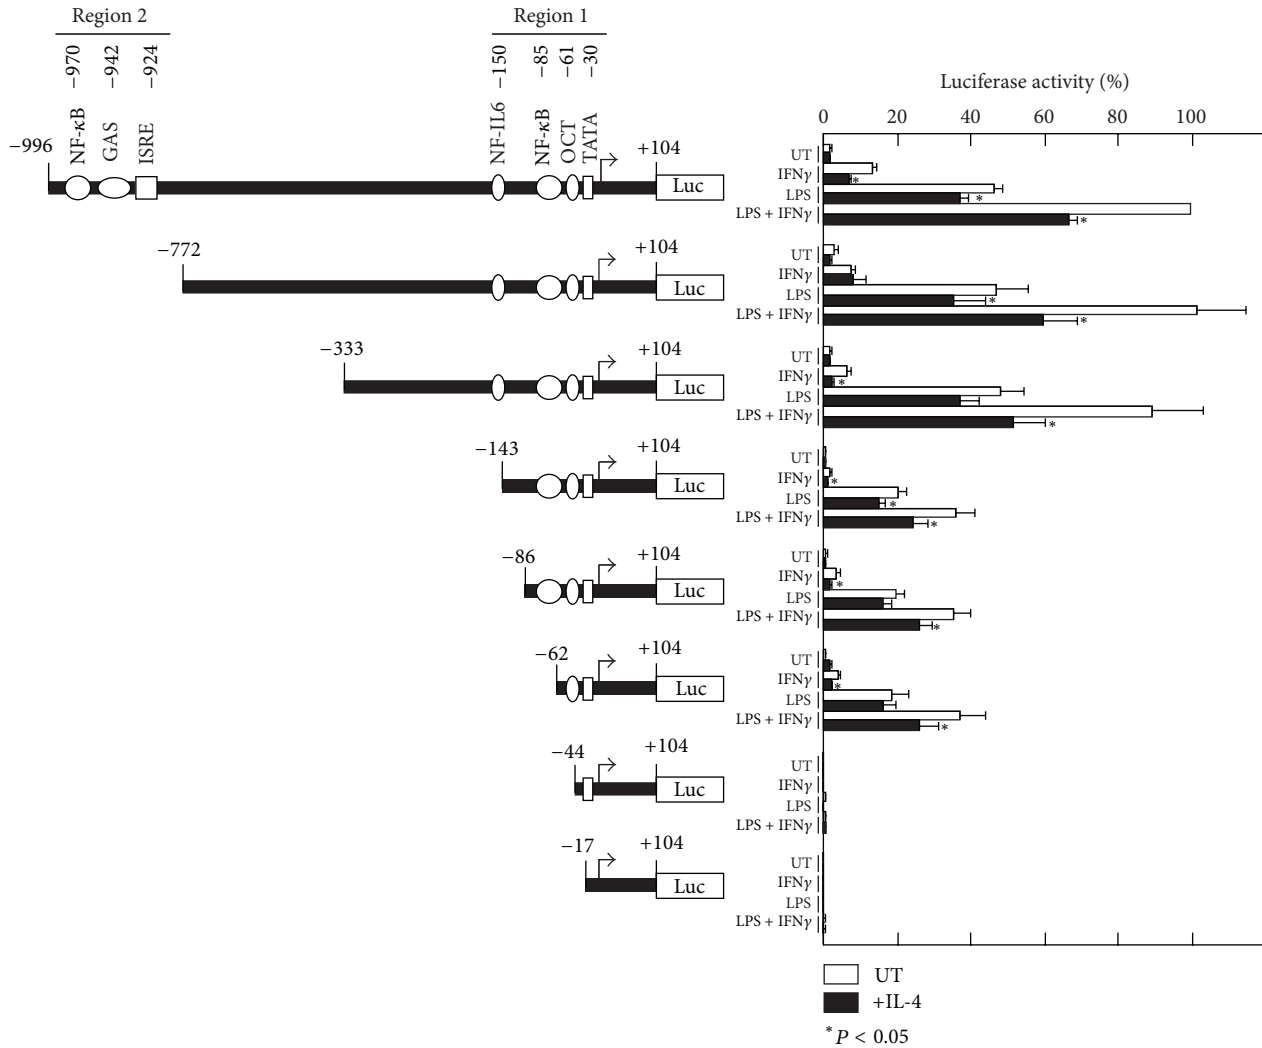 Region 2
Region 1
−970
−942
−924
−150
−85
−61
−30
NF-κB
GAS
ISRE
NF-IL6
NF-κB
OCT
TATA
Luciferase activity (%)
0 20 40 60 80 100
−996
+104
Luc
UT
IFNγ
*
LPS
*
LPS + IFNγ
*
−772
+104
Luc
UT
IFNγ
LPS
*
LPS + IFNγ
*
−333
+104
Luc
UT
IFNγ
*
LPS
LPS + IFNγ
*
−143
+104
Luc
UT
IFNγ
*
LPS
*
LPS + IFNγ
*
−86
+104
Luc
UT
IFNγ
*
LPS
LPS + IFNγ
*
−62
+104
Luc
UT
IFNγ
*
LPS
LPS + IFNγ
*
−44
+104
Luc
UT
IFNγ
LPS
LPS + IFNγ
−17
+104
Luc
UT
IFNγ
LPS
LPS + IFNγ
UT
+IL-4
*P < 0.05